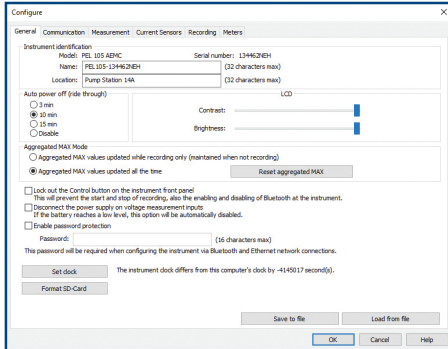 Configure
General Communication Measurement Current Sensors Recording Meters
Instrument identification
Model: PEL 105 AEMC Serial number: 134462NEH
Name: PEL105-134462NEH (32 characters max)
Location: Pump Station 14A (32 characters max)
Auto power off (ride through) LCD
3 min
10 min
15 min
Disable
Contrast:
Brightness:
Aggregated MAX Mode
Aggregated MAX values updated while recording only (maintained when not recording)
Aggregated MAX values updated all the time Reset aggregated MAX
Lock out the Control button on the instrument front panel
This will prevent the start and stop of recording, also the enabling and disabling of Bluetooth at the instrument.
Disconnect the power supply on voltage measurement inputs
If the battery reaches a low level, this option will be automatically disabled.
Enable password protection
Password: (16 characters max)
This password will be required when configuring the instrument via Bluetooth and Ethernet network connections.
Set clock The instrument clock differs from this computer's clock by -4145017 second(s).
Format SD-Card
Save to file Load from file
OK Cancel Help